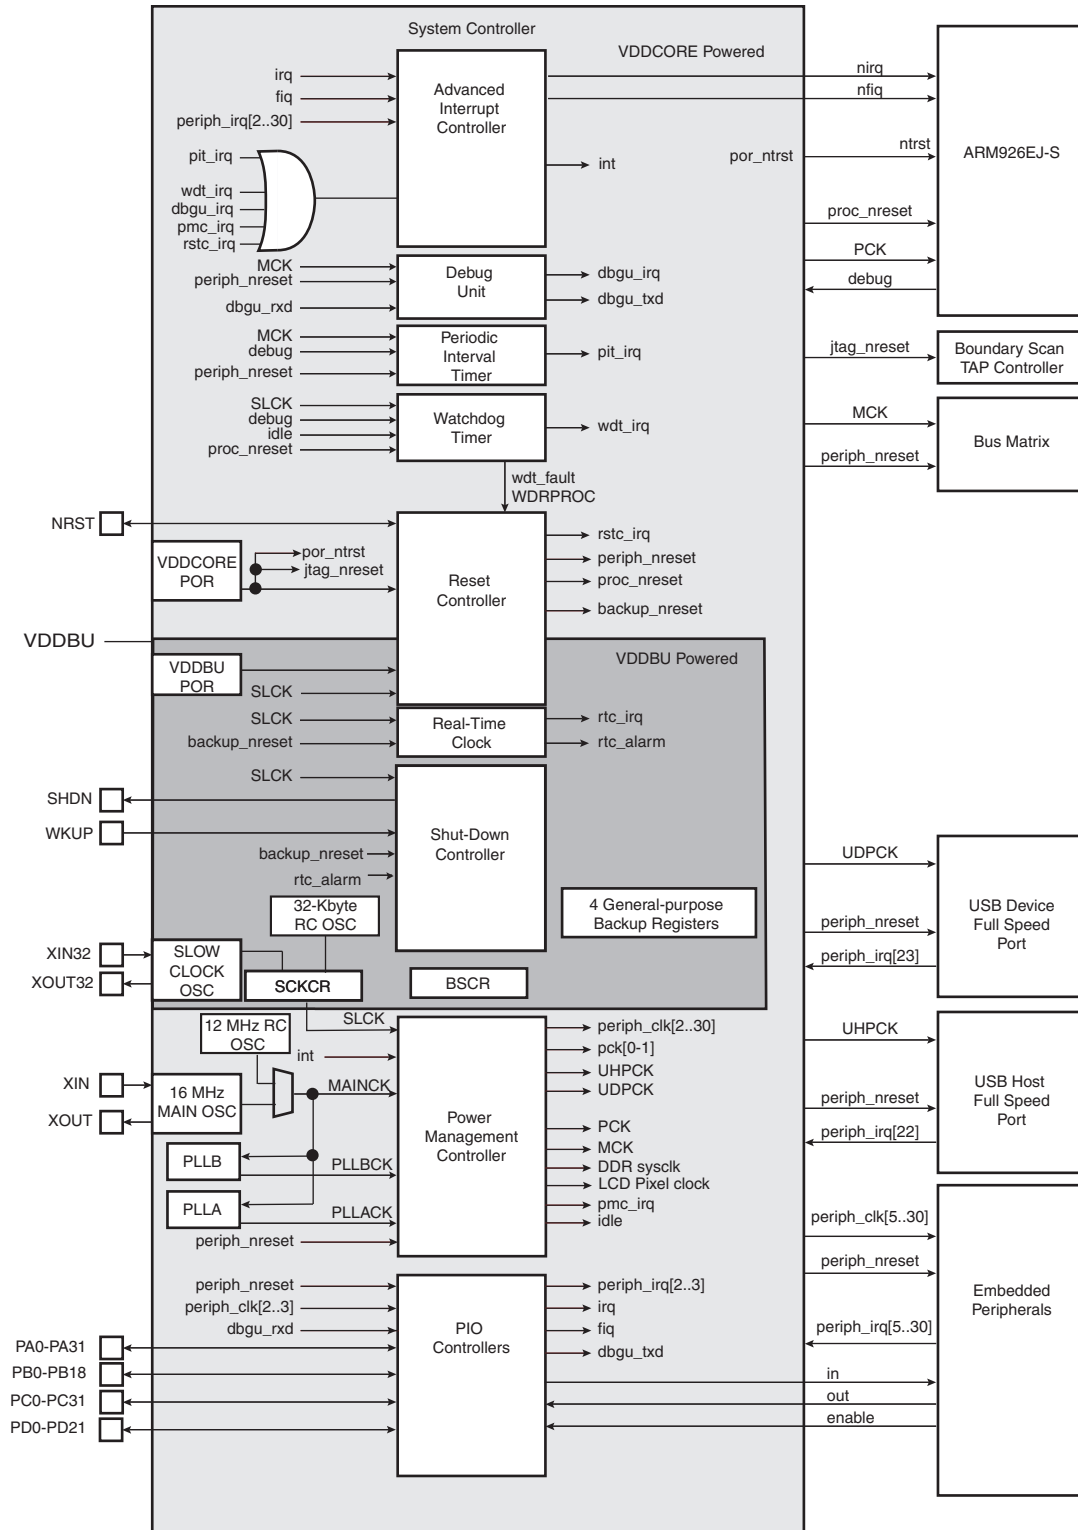 System Controller
VDDCORE Powered
irq
fiq
periph_irq[2..30]
pit_irq
wdt_irq
dbgu_irq
pmc_irq
rstc_irq
Advanced
Interrupt
Controller
int
por_ntrst
nirq
nfiq
ntrst
proc_nreset
PCK
debug
ARM926EJ-S
MCK
periph_nreset
dbgu_rxd
Debug
Unit
dbgu_irq
dbgu_txd
MCK
debug
periph_nreset
Periodic
Interval
Timer
pit_irq
jtag_nreset
Boundary Scan
TAP Controller
SLCK
debug
idle
proc_nreset
Watchdog
Timer
wdt_irq
MCK
periph_nreset
Bus Matrix
wdt_fault
WDRPROC
NRST
VDDCORE
POR
por_ntrst
jtag_nreset
Reset
Controller
rstc_irq
periph_nreset
proc_nreset
backup_nreset
VDDBU
VDDBU Powered
VDDBU
POR
SLCK
SLCK
backup_nreset
Real-Time
Clock
rtc_irq
rtc_alarm
SLCK
SHDN
WKUP
backup_nreset
rtc_alarm
Shut-Down
Controller
4 General-purpose
Backup Registers
UDPCK
periph_nreset
periph_irq[23]
USB Device
Full Speed
Port
32-Kbyte
RC OSC
XIN32
XOUT32
SLOW
CLOCK
OSC
SCKCR
BSCR
SLCK
12 MHz RC
OSC
int
XIN
XOUT
16 MHz
MAIN OSC
MAINCK
PLLB
PLLBCK
PLLA
PLLACK
periph_nreset
Power
Management
Controller
periph_clk[2..30]
pck[0-1]
UHPCK
UDPCK
PCK
MCK
DDR sysclk
LCD Pixel clock
pmc_irq
idle
UHPCK
periph_nreset
periph_irq[22]
USB Host
Full Speed
Port
periph_nreset
periph_clk[2..3]
dbgu_rxd
PA0-PA31
PB0-PB18
PC0-PC31
PD0-PD21
PIO
Controllers
periph_irq[2..3]
irq
fiq
dbgu_txd
periph_clk[5..30]
periph_nreset
periph_irq[5..30]
in
out
enable
Embedded
Peripherals